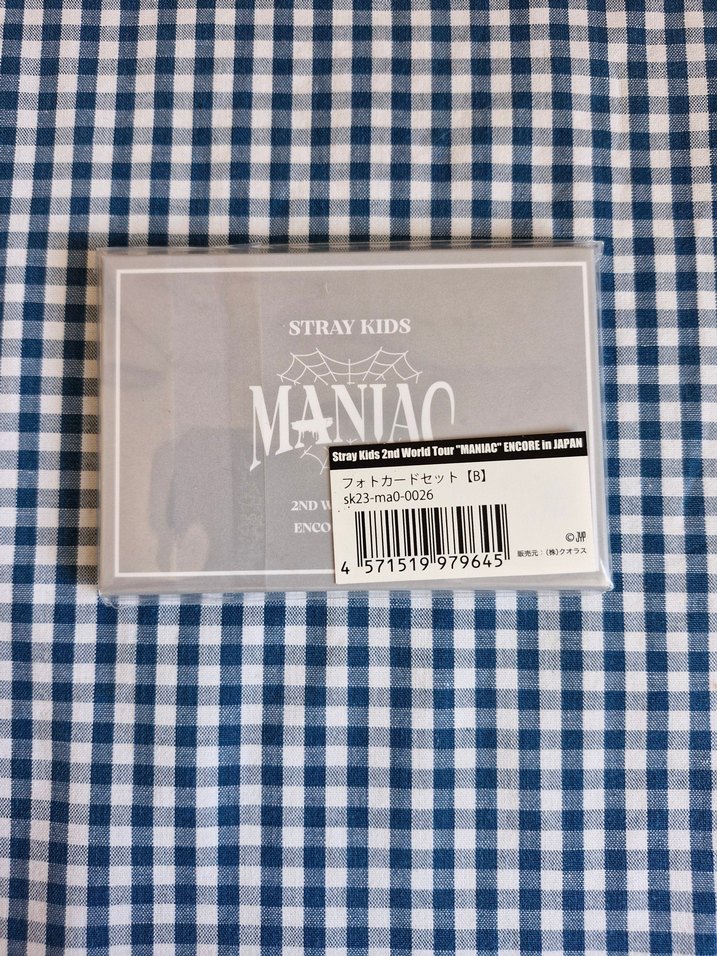 STRAY KIDS
MANIAC
2ND
ENCO
Stray Kids 2nd World Tour "MANIAC" ENCORE in JAPAN
フォトカードセット【B】
sk23-ma0-0026
4 571519 979645
© JYP
販売元：(株)クオラス